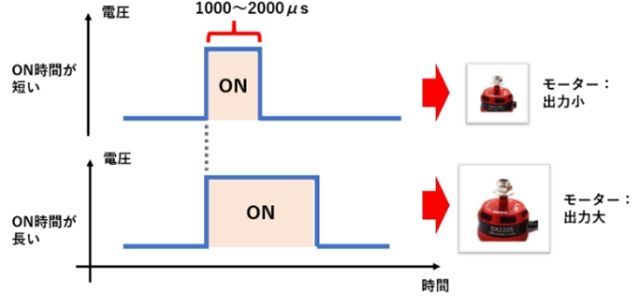 電圧
1000～2000μs
ON時間が
短い
ON
モーター：
出力小
電圧
ON時間が
長い
ON
DX2205
モーター：
出力大
時間